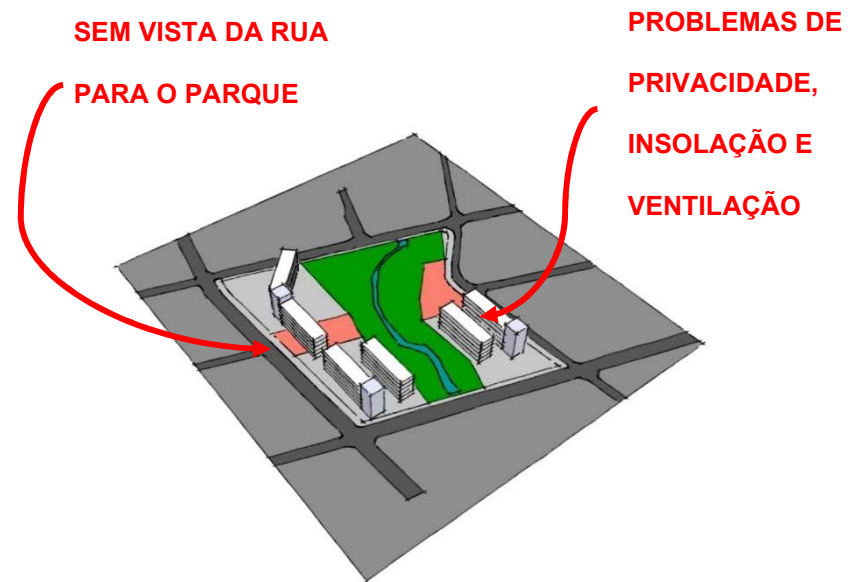 SEM VISTA DA RUA
PARA O PARQUE
PROBLEMAS DE
PRIVACIDADE,
INSOLAÇÃO E
VENTILAÇÃO